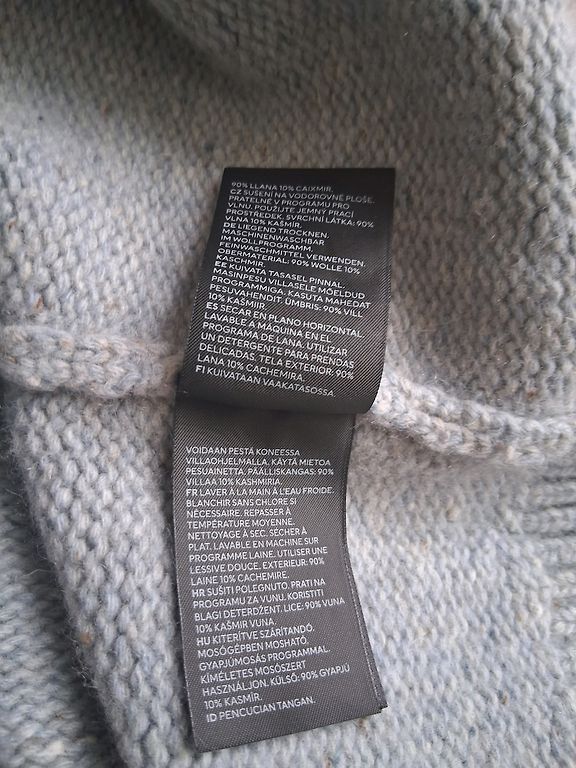 90% LLANA 10% CAIXMIR.
CZ SUŠENÍ NA VODOROVNÉ PLOŠE.
PRATELNÉ V PROGRAMU PRO
VLNU. POUŽIJTE JEMNÝ PRACÍ
PROSTŘEDEK. SVRCHNÍ LÁTKA: 90%
VLNA 10% KAŠMÍR.
DE LIEGEND TROCKNEN.
MASCHINENWASCHBAR
IM WOLLPROGRAMM.
FEINWASCHMITTEL VERWENDEN.
OBERMATERIAL: 90% WOLLE 10%
KASCHMIR.
EE KUIVATA TASASEL PINNAL.
MASINPESU VILLASELE MÕELDUD
PROGRAMMIGA. KASUTA MAHEDAT
PESUVAHENDIT. ÜMBRIS: 90% VILL
10% KAŠMIIR.
ES SECAR EN PLANO HORIZONTAL.
LAVABLE A MÁQUINA EN EL
PROGRAMA DE LANA. UTILIZAR
UN DETERGENTE PARA PRENDAS
DELICADAS. TELA EXTERIOR: 90%
LANA 10% CACHEMIRA.
FI KUIVATAAN VAAKATASOSSA.
VOIDAAN PESTÄ KONEESSA
VILLAOHJELMALLA. KÄYTÄ MIETOA
PESUAINETTA. PÄÄLLISKANGAS: 90%
VILLAA 10% KASHMIRIA
FR LAVER À LA MAIN À L'EAU FROIDE.
BLANCHIR SANS CHLORE SI
NÉCESSAIRE. REPASSER À
TEMPÉRATURE MOYENNE.
NETTOYAGE À SEC. SÉCHER À
PLAT. LAVABLE EN MACHINE SUR
PROGRAMME LAINE. UTILISER UNE
LESSIVE DOUCE. EXTERIEUR: 90%
LAINE 10% CACHEMIRE.
HR SUŠITI POLEGNUTO. PRATI NA
PROGRAMU ZA VUNU. KORISTITI
BLAGI DETERDŽENT. LICE: 90% VUNA
10% KAŠMIR VUNA.
HU KITERÍTVE SZÁRÍTANDÓ.
MOSÓGÉPBEN MOSHATÓ.
GYAPJÚMOSÁS PROGRAMMAL.
KÍMÉLETES MOSÓSZERT
HASZNÁLJON. KÜLSŐ: 90% GYAPJÚ
10% KASMÍR.
ID PENCUCIAN TANGAN.